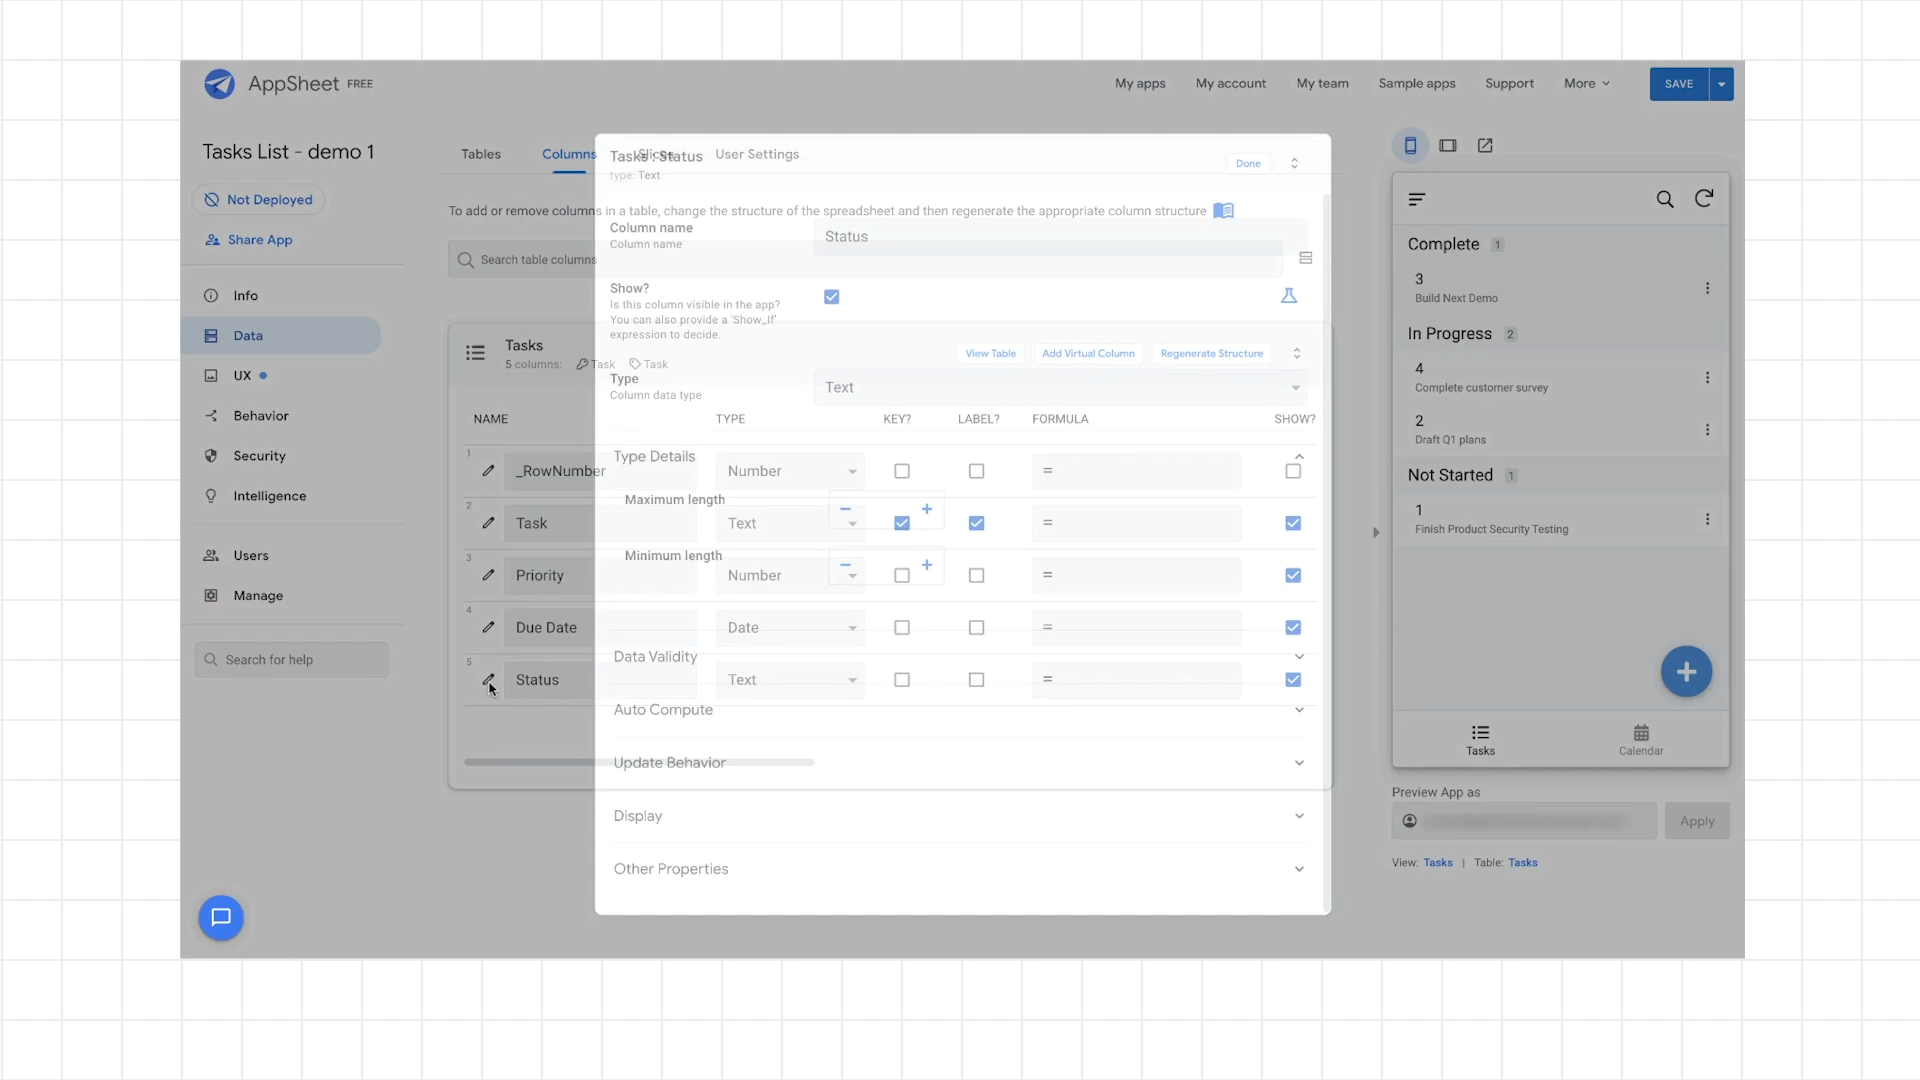 AppSheet FREE
My apps
My account
My team
Sample apps
Support
More
SAVE
Tasks List - demo 1
Not Deployed
Share App
Info
Data
UX
Behavior
Security
Intelligence
Users
Manage
Search for help
Tables
Columns
Slices
User Settings
Tasks : Status
type: Text
Done
To add or remove columns in a table, change the structure of the spreadsheet and then regenerate the appropriate column structure
Column name
Column name
Status
Search table columns
Show?
Is this column visible in the app?
You can also provide a 'Show_If'
expression to decide.
Tasks
5 columns: Task Task
View Table
Add Virtual Column
Regenerate Structure
Type
Column data type
Text
NAME
TYPE
KEY?
LABEL?
FORMULA
SHOW?
Type Details
1
_RowNumber
Number
=
Maximum length
2
Task
Text
=
Minimum length
3
Priority
Number
=
4
Due Date
Date
=
Data Validity
5
Status
Text
=
Auto Compute
Update Behavior
Display
Other Properties
Complete 1
3
Build Next Demo
In Progress 2
4
Complete customer survey
2
Draft Q1 plans
Not Started 1
1
Finish Product Security Testing
Tasks
Calendar
Preview App as
Apply
View: Tasks | Table: Tasks